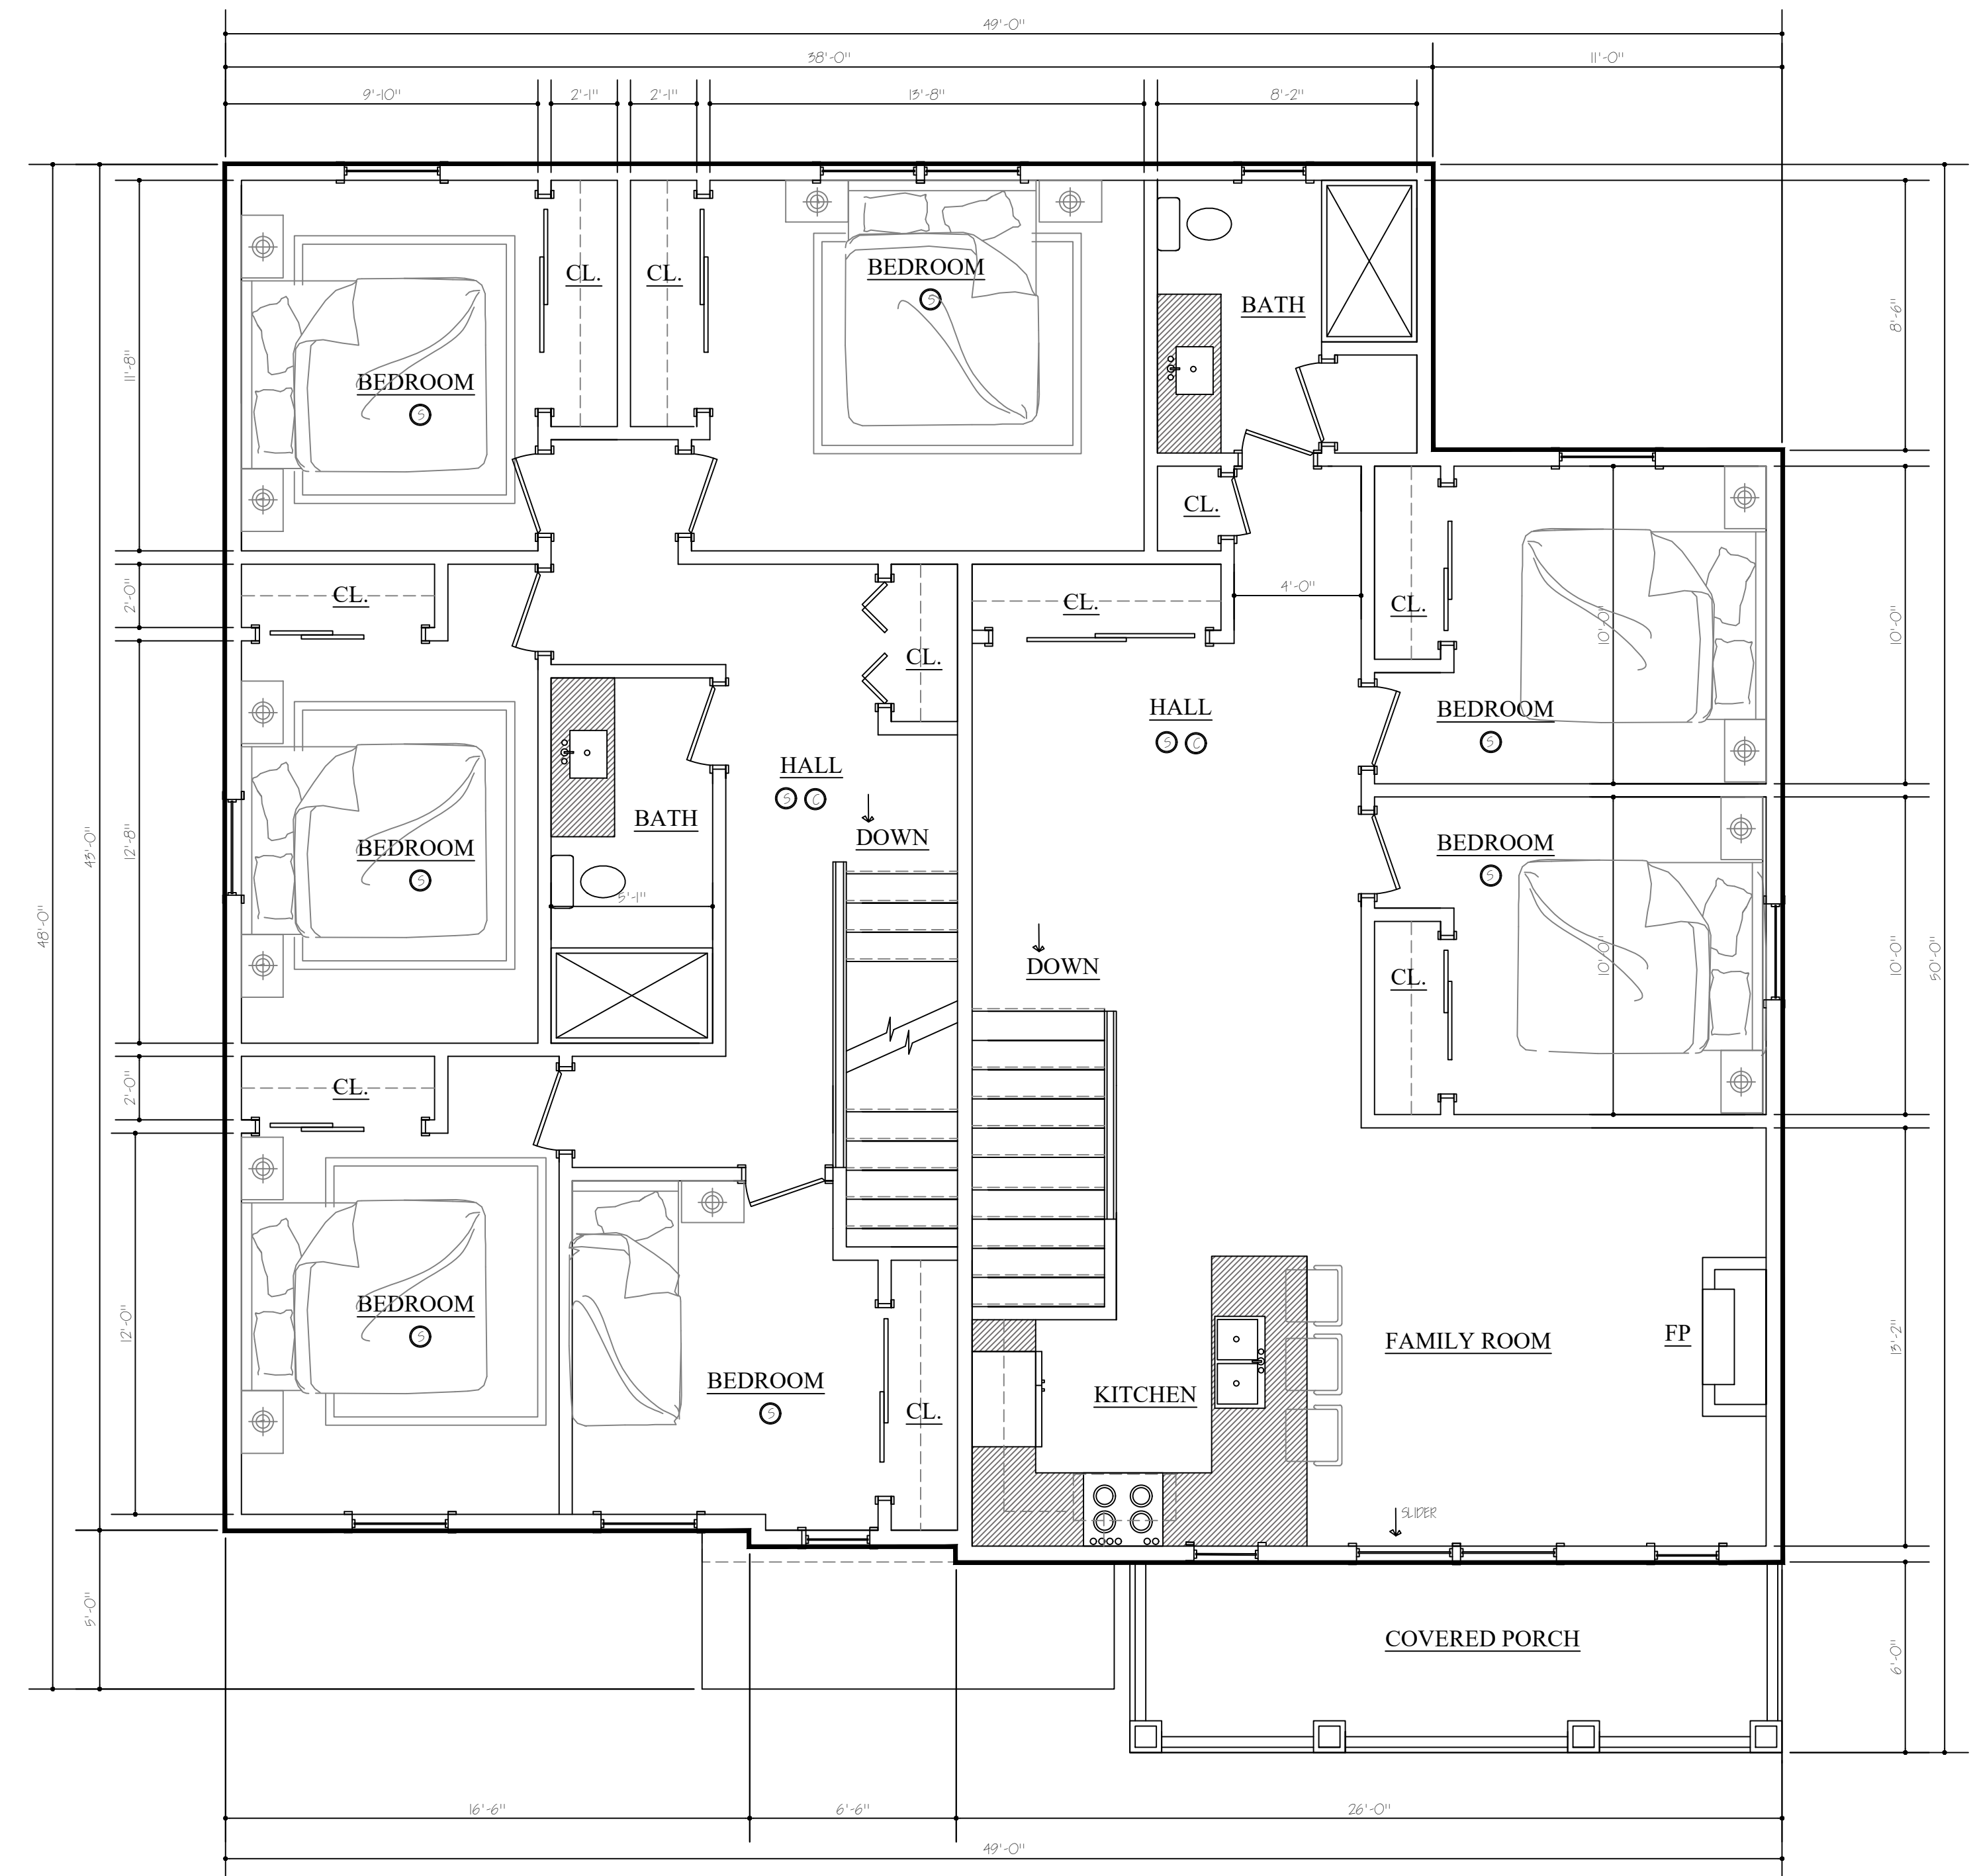 49'-0"
38'-0"
11'-0"
9'-10"
2'-1"
2'-1"
13'-8"
8'-2"
CL.
CL.
BEDROOM
S
BATH
8'-6"
11'-8"
BEDROOM
S
CL.
2'-0"
CL.
CL.
4'-0"
CL.
10'-0"
10'-0"
CL.
HALL
S C
BEDROOM
S
HALL
S C
DOWN
BATH
12'-8"
43'-0"
48'-0"
BEDROOM
S
5'-1"
BEDROOM
S
DOWN
CL.
10'-0"
10'-0"
50'-0"
2'-0"
CL.
12'-0"
BEDROOM
S
BEDROOM
S
CL.
KITCHEN
FAMILY ROOM
FP
13'-2"
SLIDER
5'-0"
COVERED PORCH
6'-0"
16'-6"
6'-6"
26'-0"
49'-0"